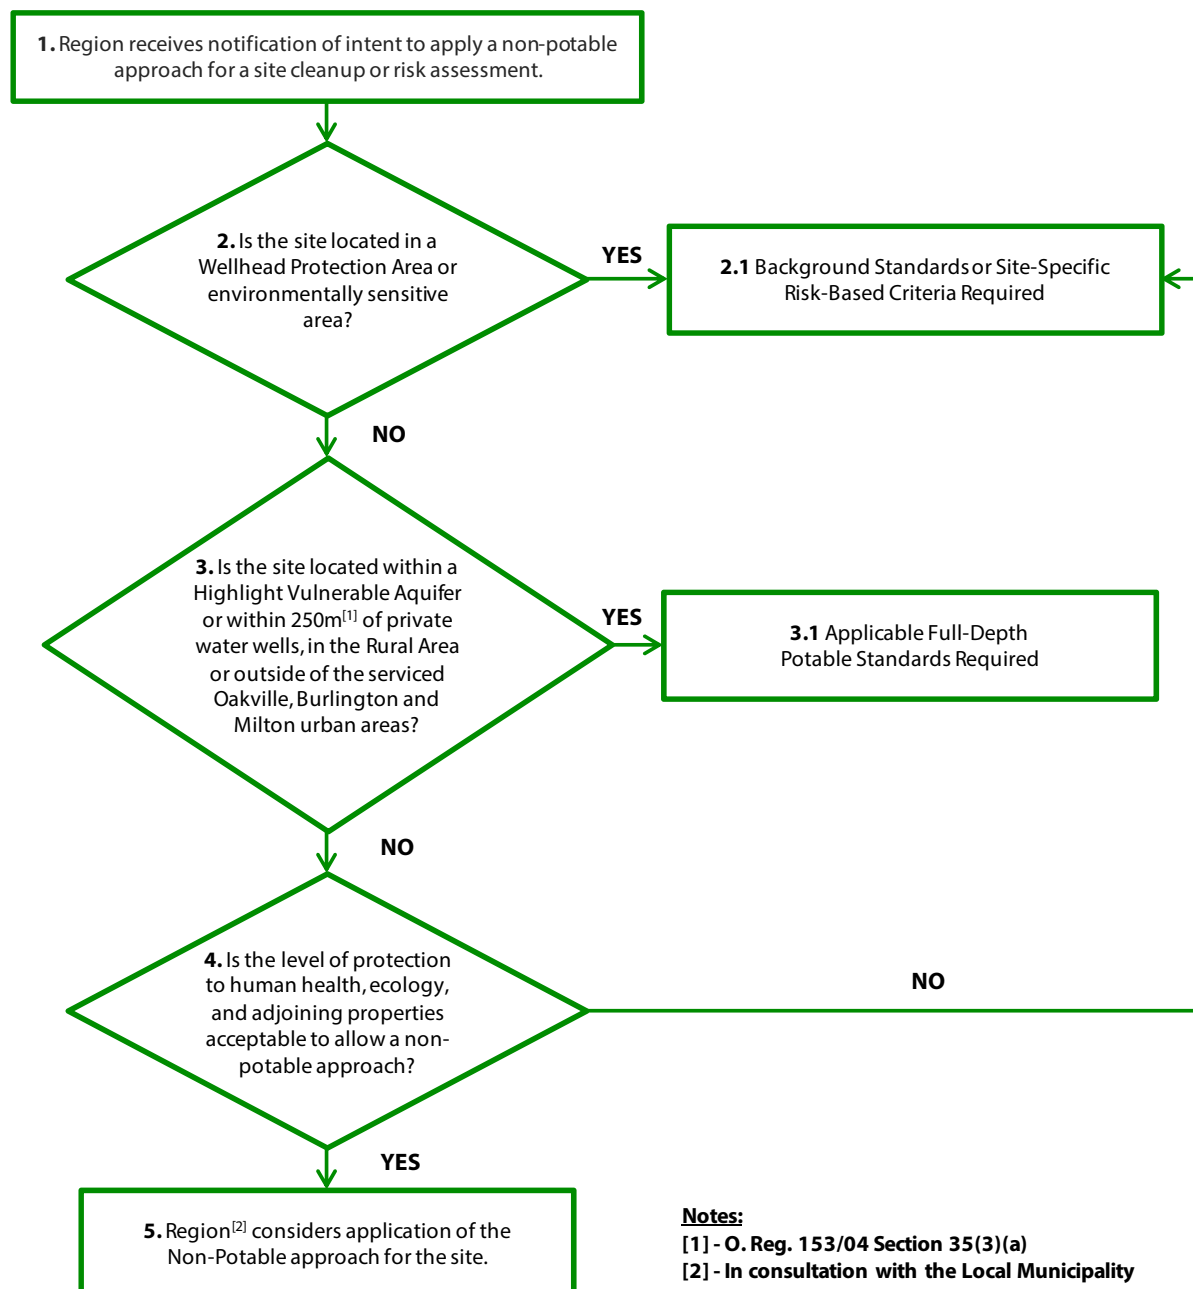 1. Region receives notification of intent to apply a non-potable
approach for a site cleanup or risk assessment.
2. Is the site located in a
Wellhead Protection Area or
environmentally sensitive
area?
YES
2.1 Background Standards or Site-Specific
Risk-Based Criteria Required
NO
3. Is the site located within a
Highlight Vulnerable Aquifer
or within 250m[1] of private
water wells, in the Rural Area
or outside of the serviced
Oakville, Burlington and
Milton urban areas?
YES
3.1 Applicable Full-Depth
Potable Standards Required
NO
4. Is the level of protection
to human health, ecology,
and adjoining properties
acceptable to allow a non-
potable approach?
NO
YES
5. Region[2] considers application of the
Non-Potable approach for the site.
Notes:
[1] - O. Reg. 153/04 Section 35(3)(a)
[2] - In consultation with the Local Municipality